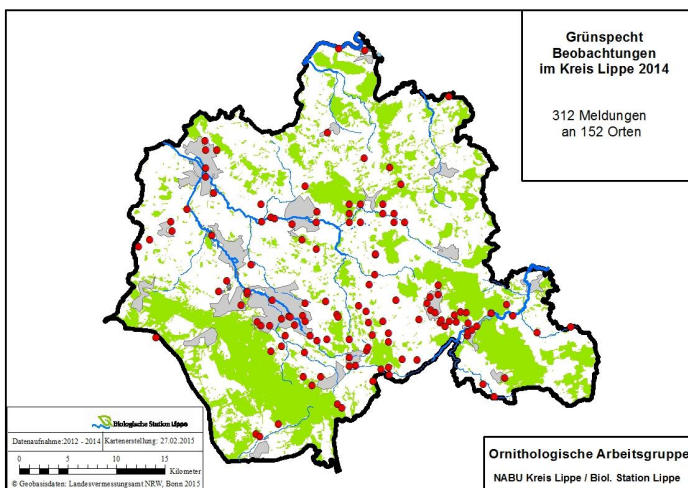 Grünspecht
Beobachtungen
im Kreis Lippe 2014
312 Meldungen
an 152 Orten
Biologische Station Lippe
Datenaufnahme:2012 - 2014 Kartenerstellung: 27.02.2015
0 5 10 15
Kilometer
© Geobasisdaten: Landesvermessungsamt NRW, Bonn 2015
Ornithologische Arbeitsgruppe
NABU Kreis Lippe / Biol. Station Lippe